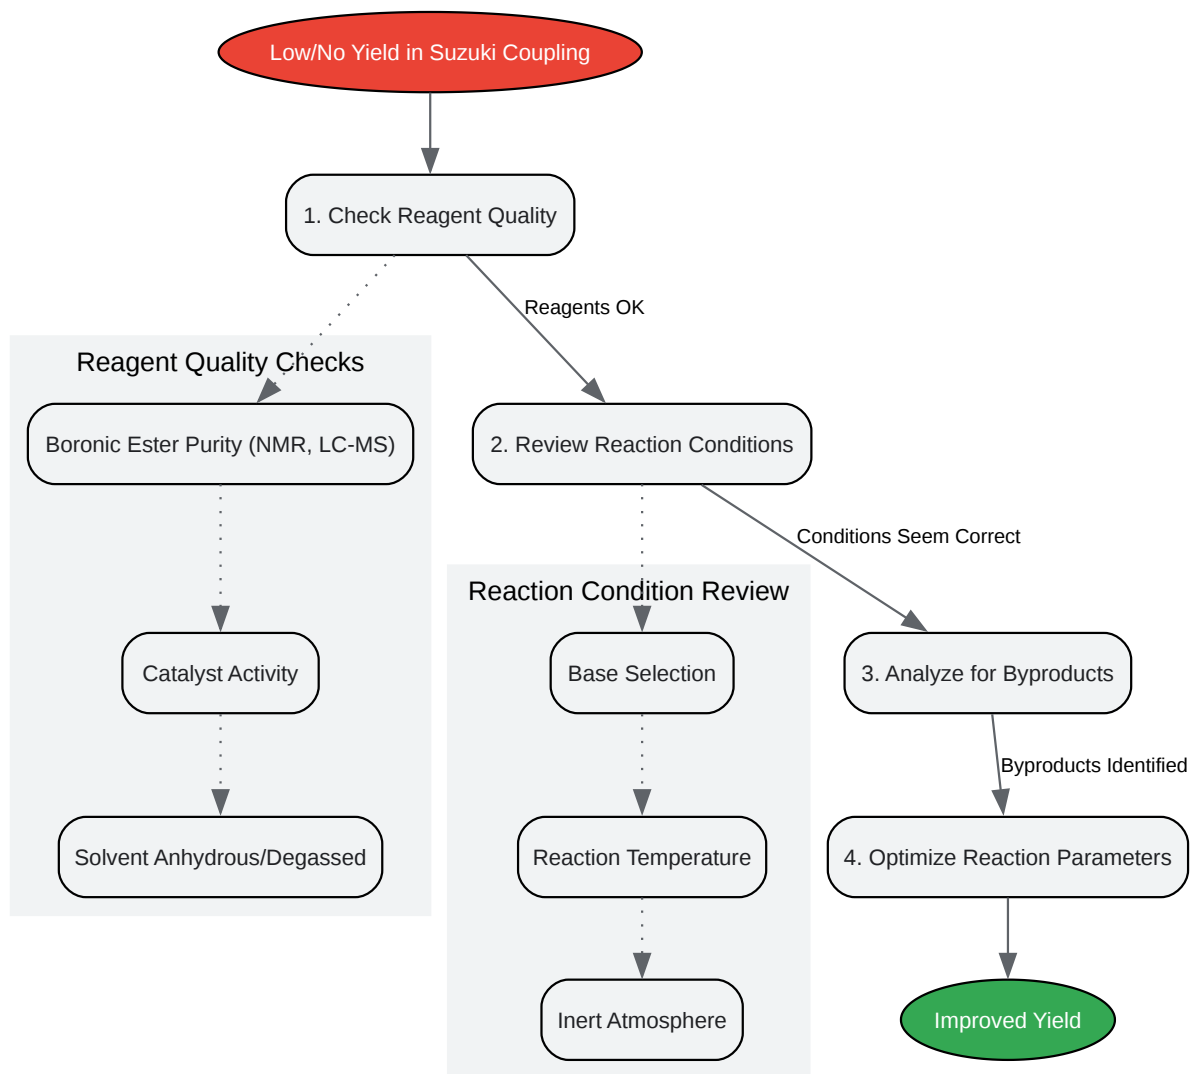 Low/No Yield in Suzuki Coupling
1. Check Reagent Quality
Reagents OK
Reagent Quality Checks
Boronic Ester Purity (NMR, LC-MS)
2. Review Reaction Conditions
Conditions Seem Correct
Reaction Condition Review
Catalyst Activity
Base Selection
3. Analyze for Byproducts
Byproducts Identified
Solvent Anhydrous/Degassed
Reaction Temperature
4. Optimize Reaction Parameters
Inert Atmosphere
Improved Yield